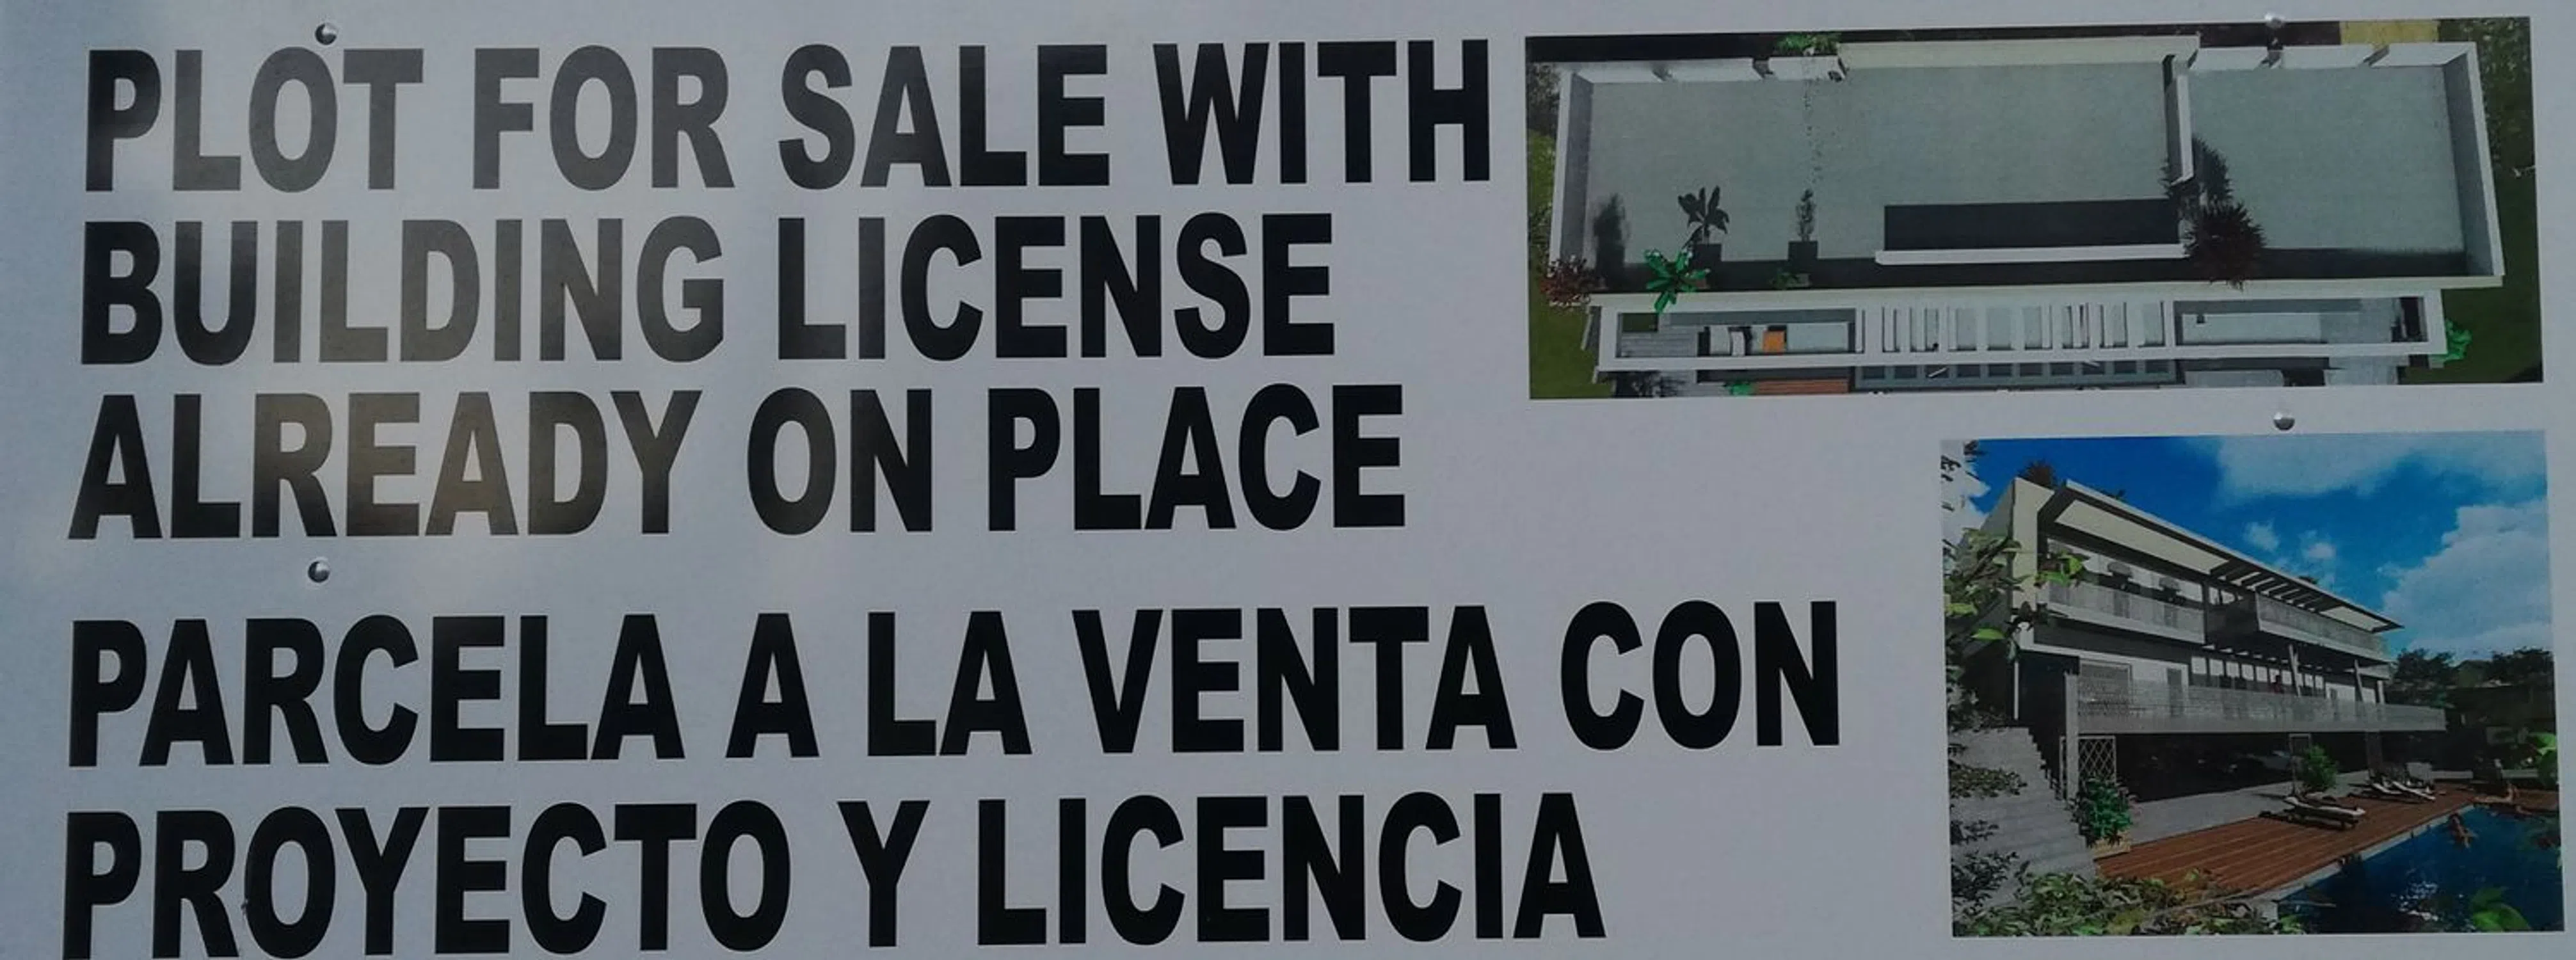 PLOT FOR SALE WITH
BUILDING LICENSE
ALREADY ON PLACE
PARCELA A LA VENTA CON
PROYECTO Y LICENCIA